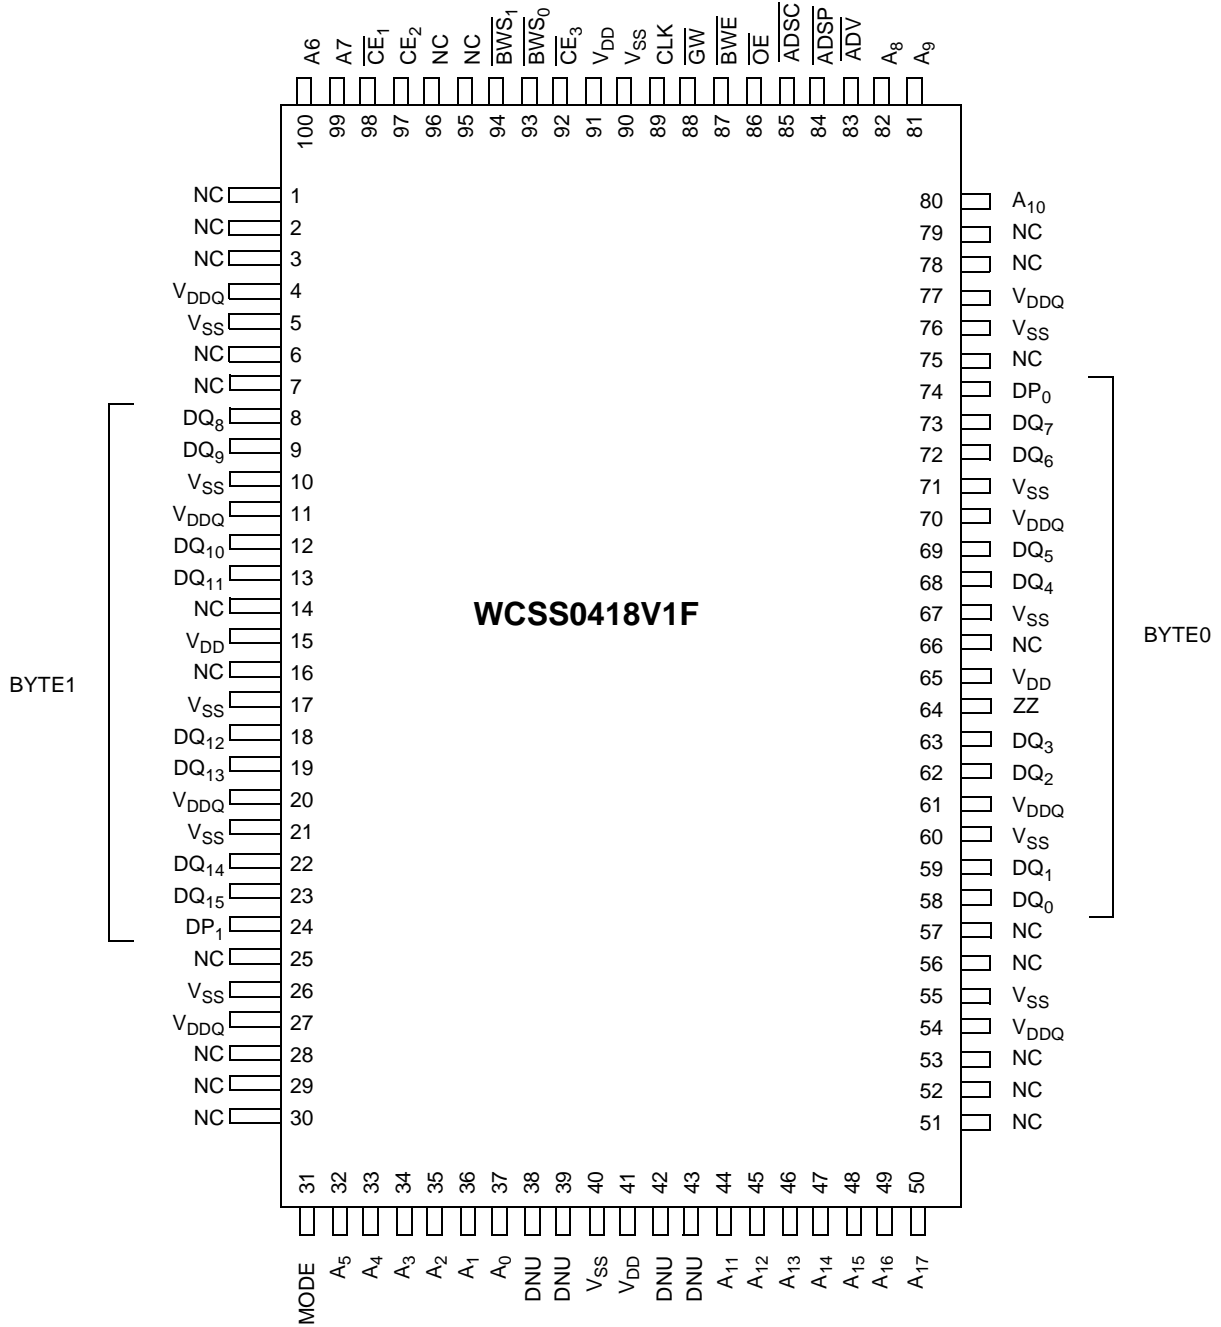 A6 A7 CE1 CE2 NC NC BWS1 BWS0 CE3 VDD VSS CLK GW BWE OE ADSC ADSP ADV A8 A9
100 99 98 97 96 95 94 93 92 91 90 89 88 87 86 85 84 83 82 81
NC 1
NC 2
NC 3
VDDQ 4
VSS 5
NC 6
NC 7
DQ8 8
DQ9 9
VSS 10
VDDQ 11
DQ10 12
DQ11 13
NC 14
VDD 15
NC 16
VSS 17
DQ12 18
DQ13 19
VDDQ 20
VSS 21
DQ14 22
DQ15 23
DP1 24
NC 25
VSS 26
VDDQ 27
NC 28
NC 29
NC 30
BYTE1
WCSS0418V1F
80 A10
79 NC
78 NC
77 VDDQ
76 VSS
75 NC
74 DP0
73 DQ7
72 DQ6
71 VSS
70 VDDQ
69 DQ5
68 DQ4
67 VSS
66 NC
65 VDD
64 ZZ
63 DQ3
62 DQ2
61 VDDQ
60 VSS
59 DQ1
58 DQ0
57 NC
56 NC
55 VSS
54 VDDQ
53 NC
52 NC
51 NC
BYTE0
31 32 33 34 35 36 37 38 39 40 41 42 43 44 45 46 47 48 49 50
MODE A5 A4 A3 A2 A1 A0 DNU DNU VSS VDD DNU DNU A11 A12 A13 A14 A15 A16 A17